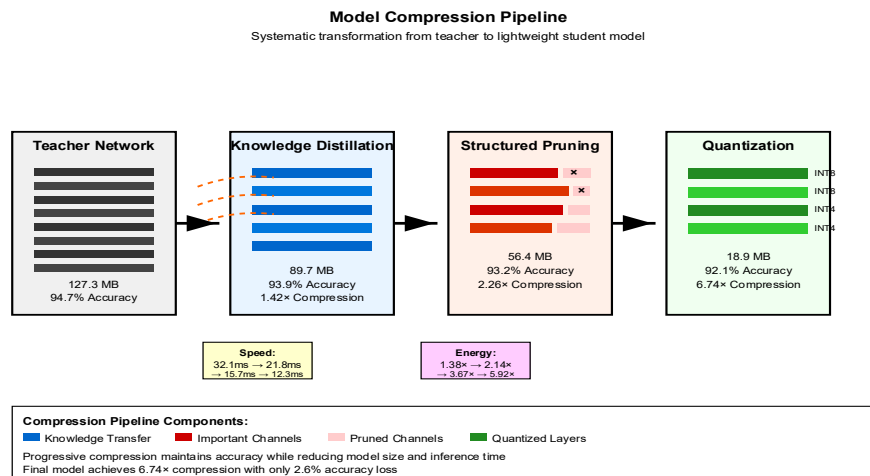 Model Compression Pipeline
Systematic transformation from teacher to lightweight student model
Teacher Network
127.3 MB
94.7% Accuracy
Knowledge Distillation
89.7 MB
93.9% Accuracy
1.42× Compression
Structured Pruning
×
×
56.4 MB
93.2% Accuracy
2.26× Compression
Quantization
INT8
INT8
INT4
INT4
18.9 MB
92.1% Accuracy
6.74× Compression
Speed:
32.1ms → 21.8ms
→ 15.7ms → 12.3ms
Energy:
1.38× → 2.14×
→ 3.67× → 5.92×
Compression Pipeline Components:
Knowledge Transfer
Important Channels
Pruned Channels
Quantized Layers
Progressive compression maintains accuracy while reducing model size and inference time
Final model achieves 6.74× compression with only 2.6% accuracy loss